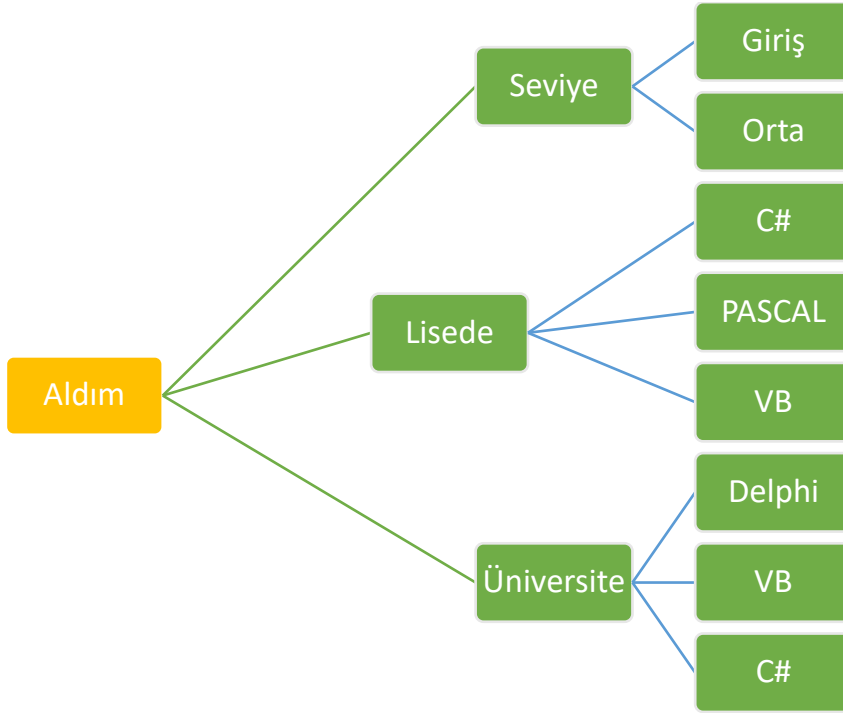 Aldım
Seviye
Giriş
Orta
Lisede
C#
PASCAL
VB
Üniversite
Delphi
VB
C#